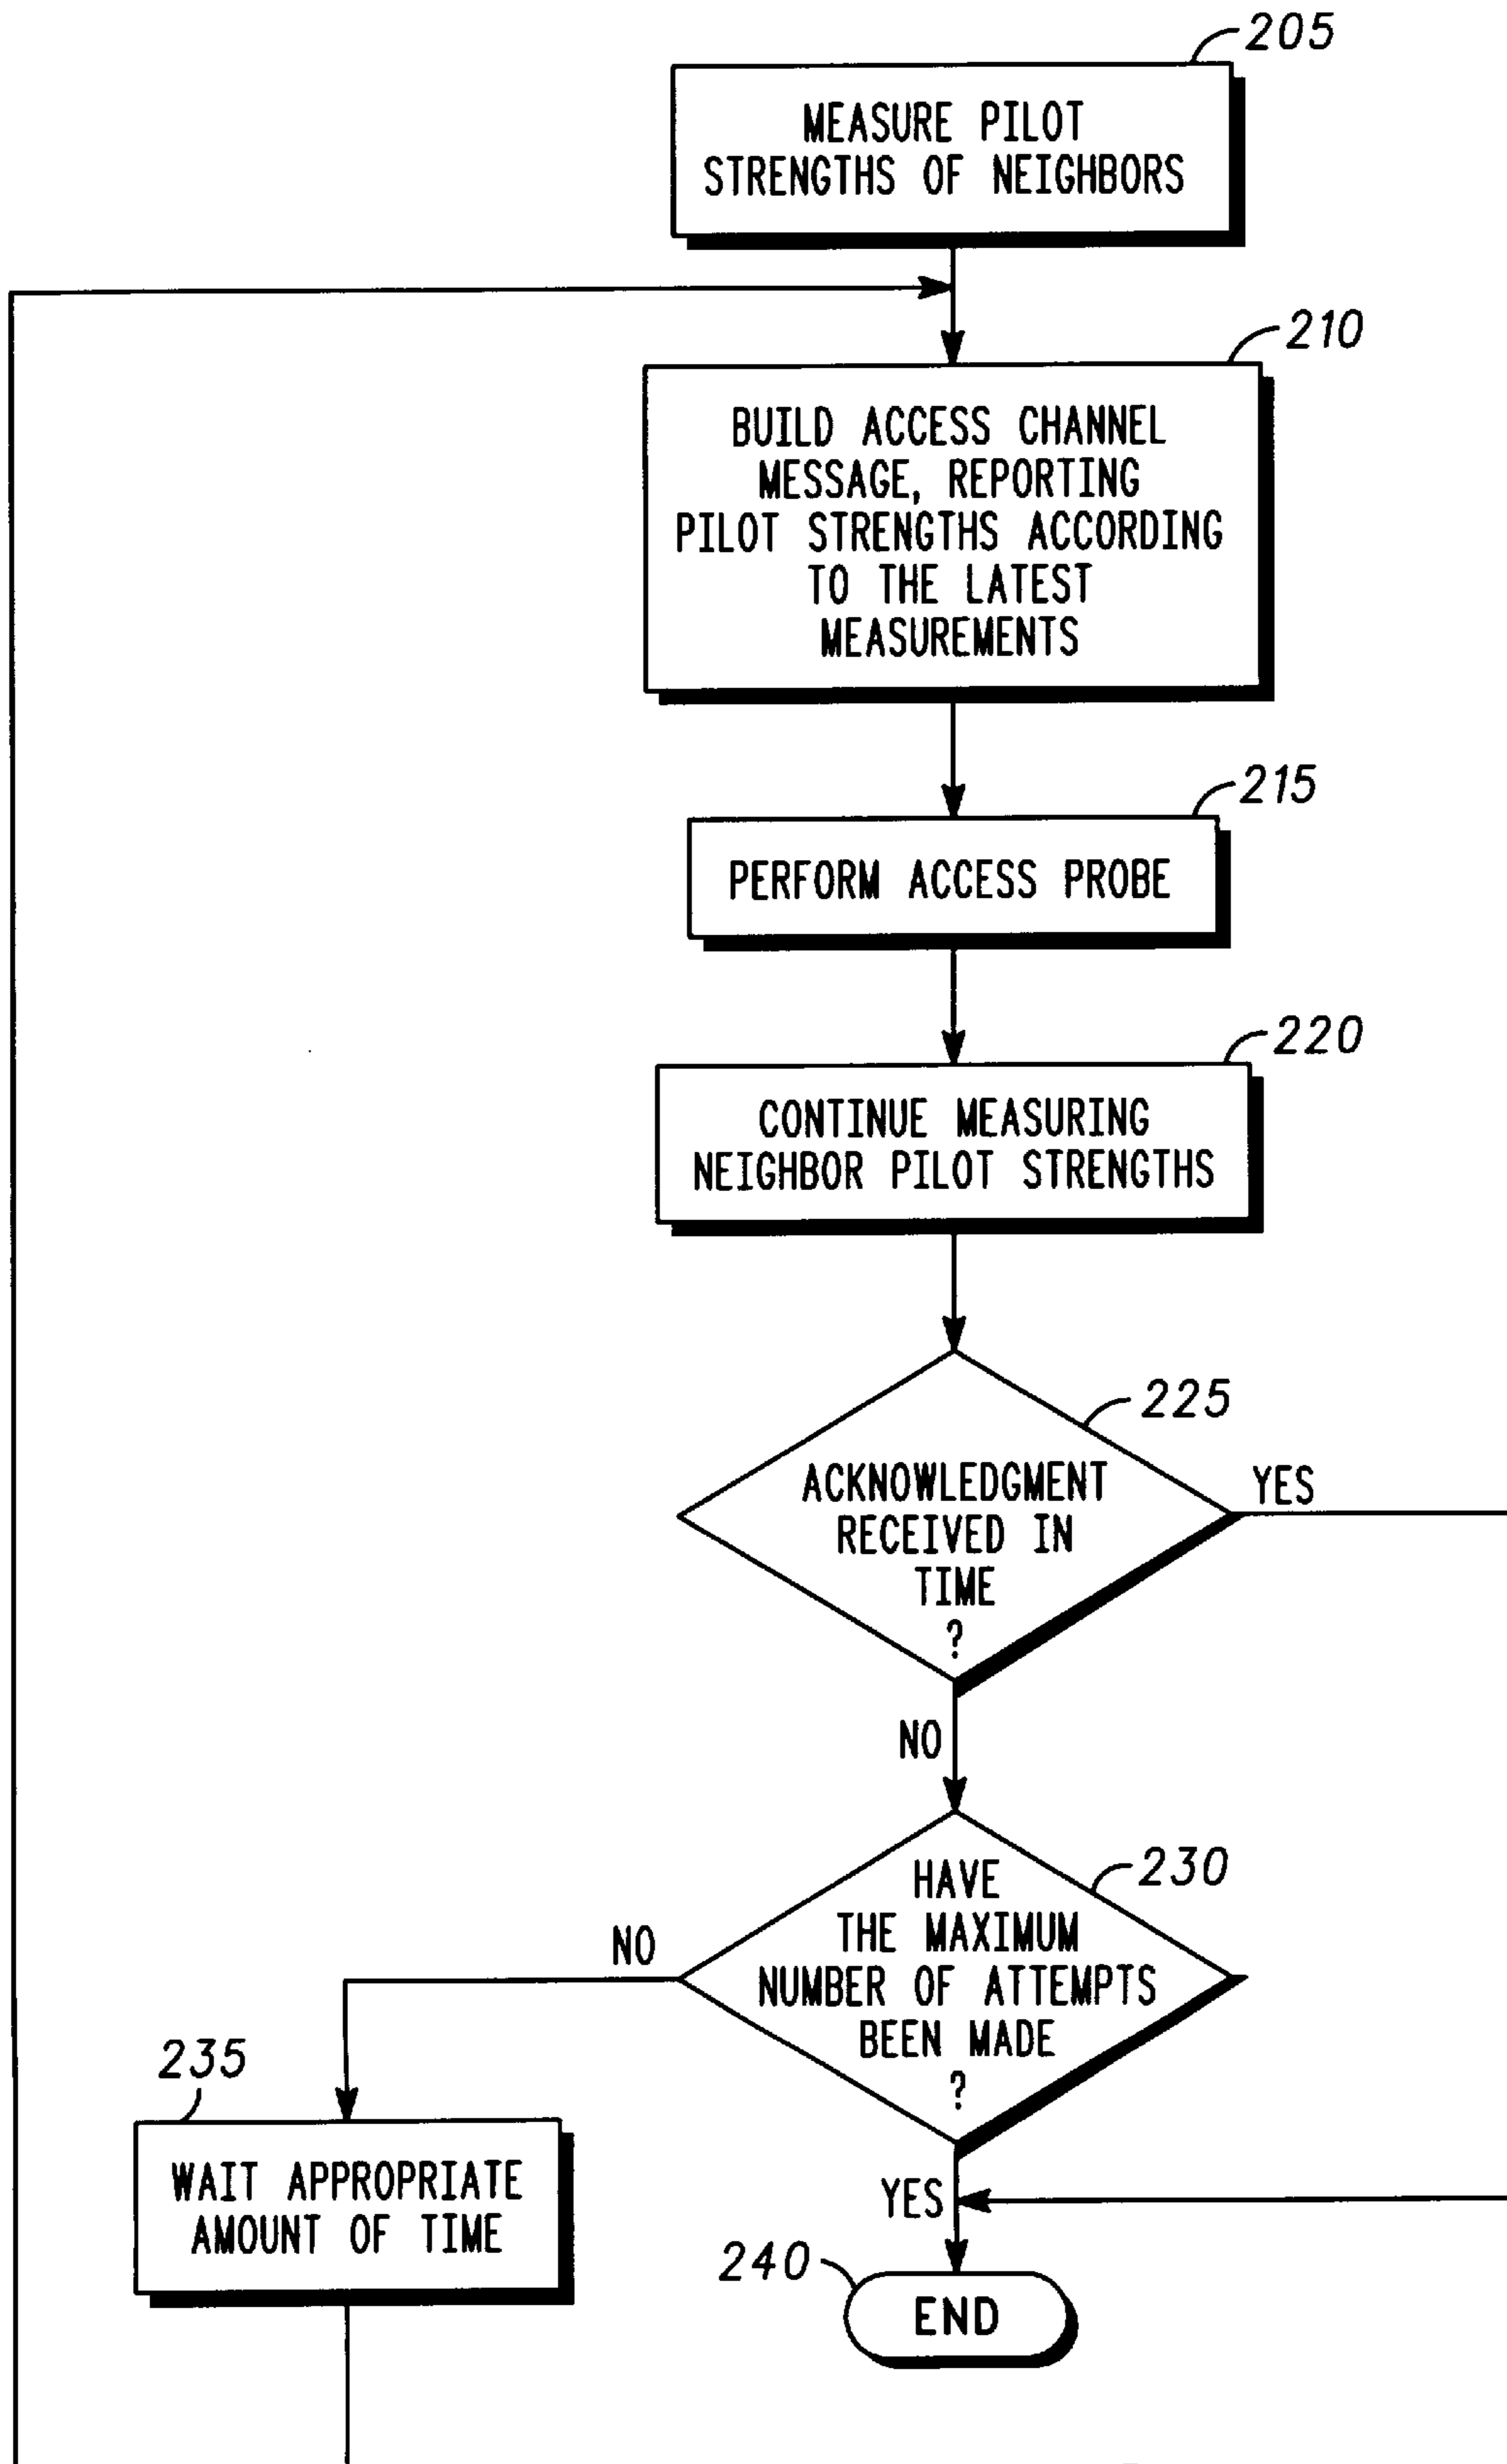 205
MEASURE PILOT
STRENGTHS OF NEIGHBORS
210
BUILD ACCESS CHANNEL
MESSAGE, REPORTING
PILOT STRENGTHS ACCORDING
TO THE LATEST
MEASUREMENTS
215
PERFORM ACCESS PROBE
220
CONTINUE MEASURING
NEIGHBOR PILOT STRENGTHS
225
ACKNOWLEDGMENT
RECEIVED IN
TIME
?
YES
NO
230
HAVE
THE MAXIMUM
NUMBER OF ATTEMPTS
BEEN MADE
?
NO
235
WAIT APPROPRIATE
AMOUNT OF TIME
YES
240
END